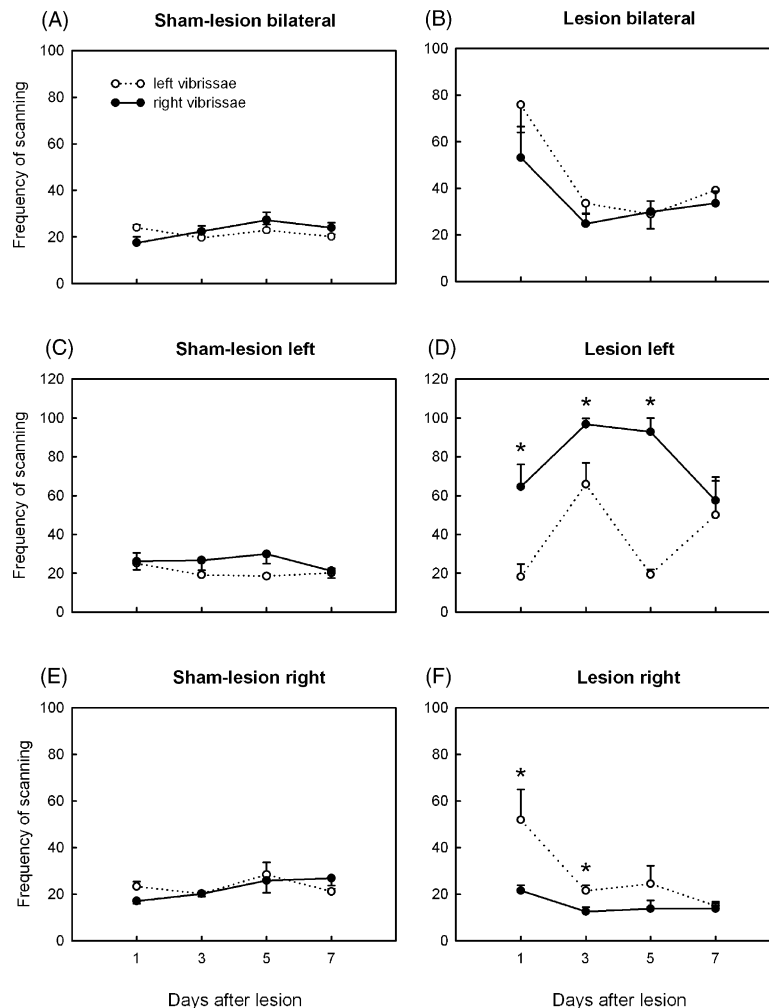 (A) Sham-lesion bilateral
100
80
60
40
20
0
Frequency of scanning
left vibrissae
right vibrissae
(B) Lesion bilateral
100
80
60
40
20
0
(C) Sham-lesion left
120
100
80
60
40
20
0
Frequency of scanning
(D) Lesion left
120
100
80
60
40
20
0
* * *
(E) Sham-lesion right
100
80
60
40
20
0
Frequency of scanning
1 3 5 7
Days after lesion
(F) Lesion right
100
80
60
40
20
0
* *
1 3 5 7
Days after lesion